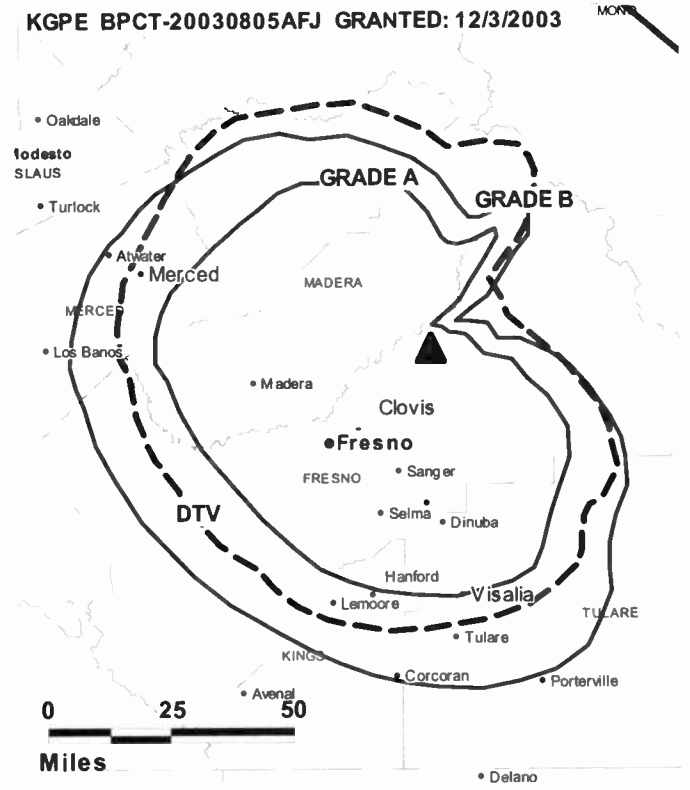 MONO
KGPE BPCT-20030805AFJ GRANTED: 12/3/2003
Oakdale
Modesto
SLAUS
GRADE A
GRADE B
Turlock
Atwater
Merced
MADERA
MERCED
Los Banos
Madera
Clovis
Fresno
FRESNO
Sanger
DTV
Selma
Dinuba
Hanford
Visalia
Lemoore
TULARE
Tulare
KINGS
Corcoran
Porterville
Avenal
0 25 50
Miles
Delano